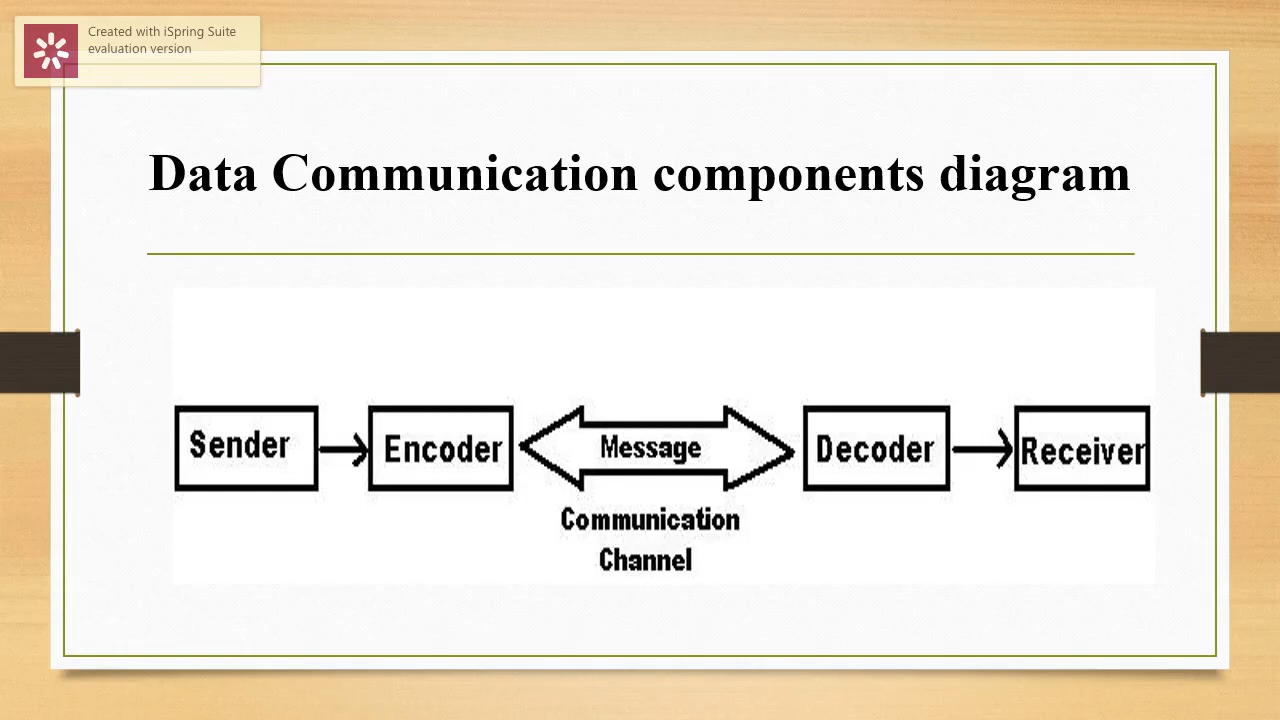 Created with iSpring Suite
evaluation version
Data Communication components diagram
Sender
Encoder
Message
Decoder
Receiver
Communication
Channel